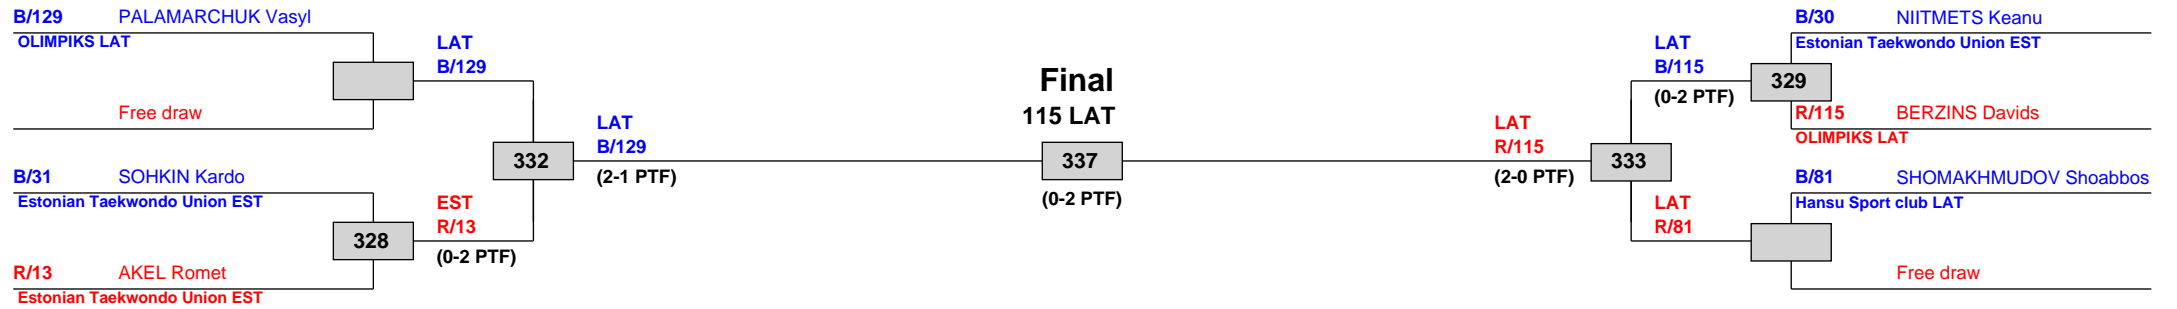 B/129 PALAMARCHUK Vasyl
OLIMPIKS LAT
LAT
B/129
Free draw
B/31 SOHKIN Kardo
Estonian Taekwondo Union EST
328
EST
R/13
(0-2 PTF)
R/13 AKEL Romet
Estonian Taekwondo Union EST
332
LAT
B/129
(2-1 PTF)
Final
115 LAT
337
(0-2 PTF)
LAT
R/115
(2-0 PTF)
333
LAT
B/115
(0-2 PTF)
329
B/30 NIITMETS Keanu
Estonian Taekwondo Union EST
R/115 BERZINS Davids
OLIMPIKS LAT
LAT
R/81
B/81 SHOMAKHMUDOV Shoabbos
Hansu Sport club LAT
Free draw